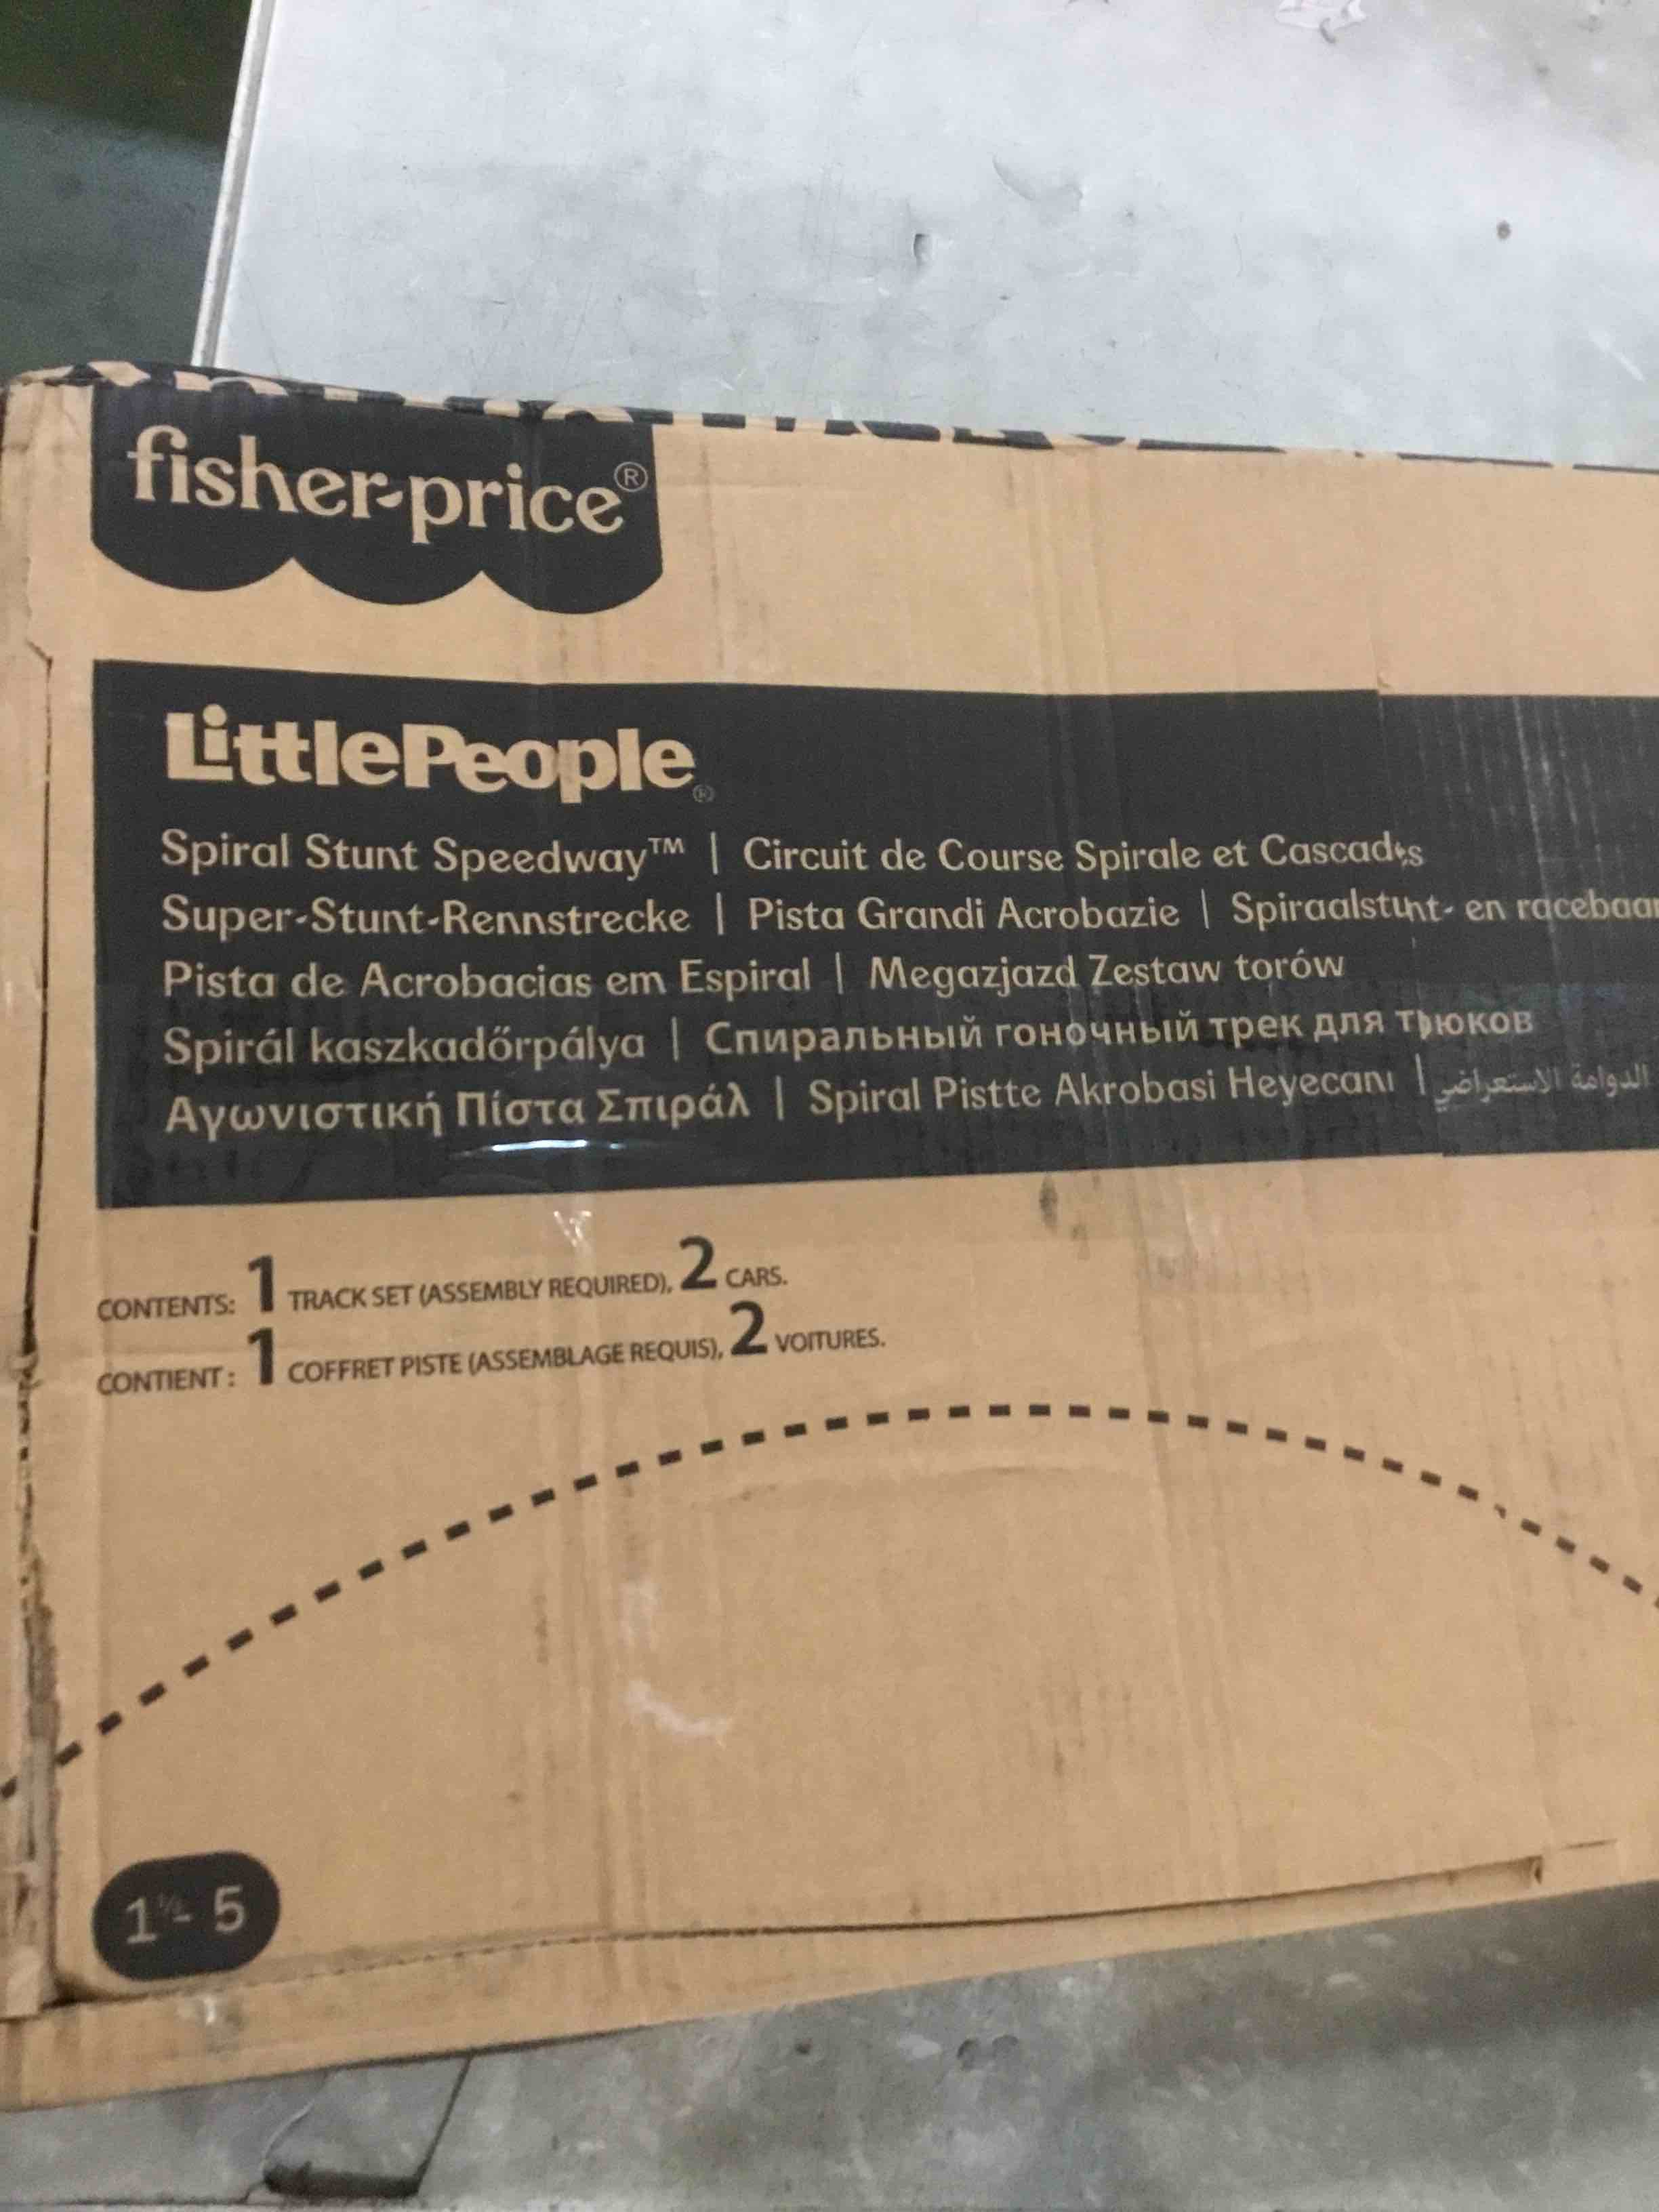 fisher-price®
LittlePeople®
Spiral Stunt Speedway™ | Circuit de Course Spirale et Cascades
Super-Stunt-Rennstrecke | Pista Grandi Acrobazie | Spiraalstunt- en racebaan
Pista de Acrobacias em Espiral | Megazjazd Zestaw torów
Spirál kaszkadőrpálya | Спиральный гоночный трек для трюков
Αγωνιστική Πίστα Σπιράλ | Spiral Pistte Akrobasi Heyecanı | الدوامة الاستعراضي
CONTENTS: 1 TRACK SET (ASSEMBLY REQUIRED), 2 CARS.
CONTIENT : 1 COFFRET PISTE (ASSEMBLAGE REQUIS), 2 VOITURES.
1½- 5